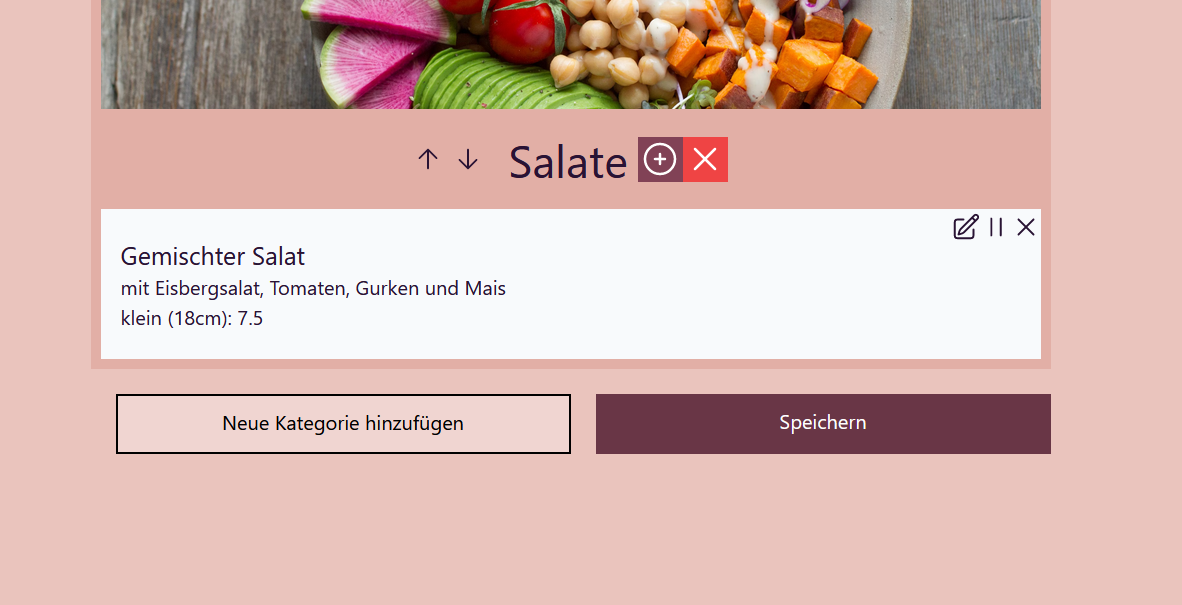 Salate
Gemischter Salat
mit Eisbergsalat, Tomaten, Gurken und Mais
klein (18cm): 7.5
Neue Kategorie hinzufügen
Speichern